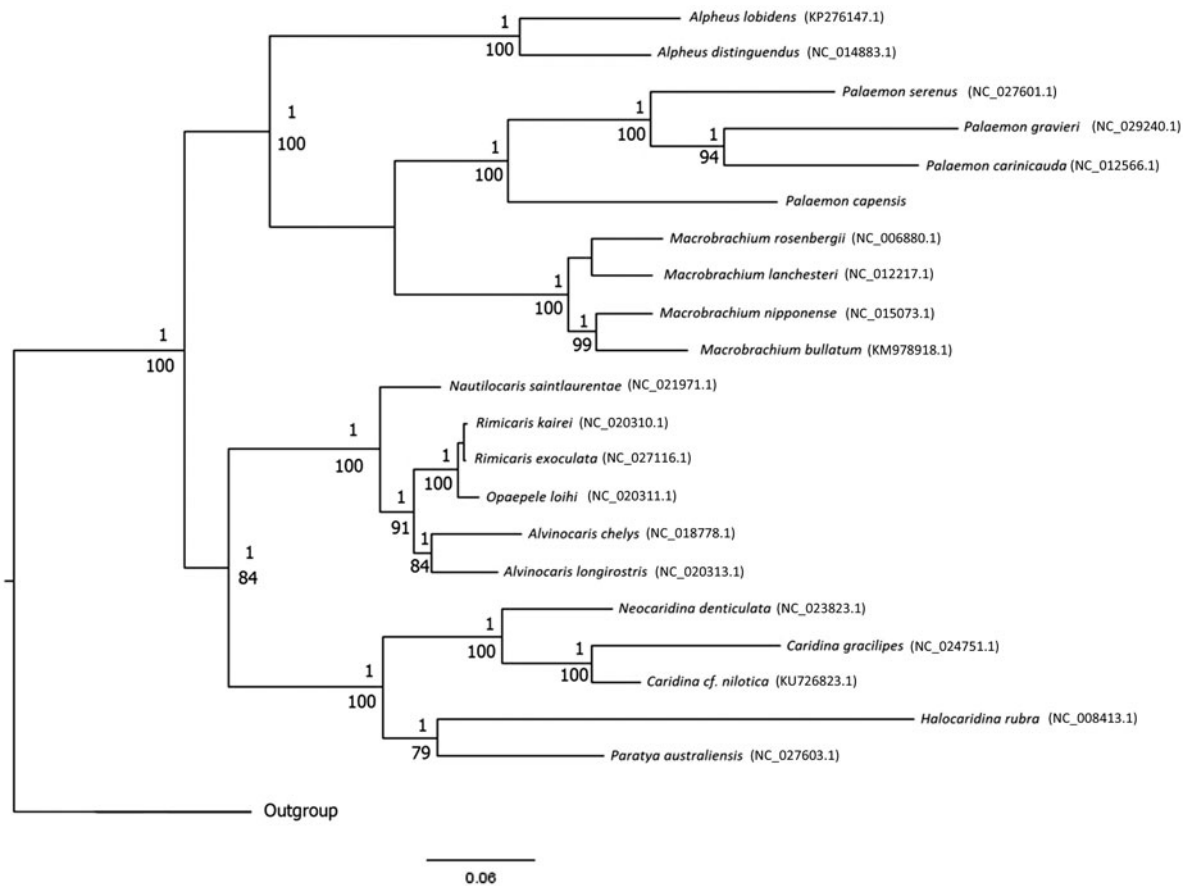 1
100
Alpheus lobidens (KP276147.1)
Alpheus distinguendus (NC_014883.1)
1
100
Palaemon serenus (NC_027601.1)
1
100
Palaemon gravieri (NC_029240.1)
1
94
Palaemon carinicauda (NC_012566.1)
1
100
Palaemon capensis
Macrobrachium rosenbergii (NC_006880.1)
Macrobrachium lanchesteri (NC_012217.1)
1
100
Macrobrachium nipponense (NC_015073.1)
1
99
Macrobrachium bullatum (KM978918.1)
1
100
Nautilocaris saintlaurentae (NC_021971.1)
1
100
Rimicaris kairei (NC_020310.1)
Rimicaris exoculata (NC_027116.1)
1
100
Opaepele loihi (NC_020311.1)
1
91
Alvinocaris chelys (NC_018778.1)
1
84
Alvinocaris longirostris (NC_020313.1)
1
84
Neocaridina denticulata (NC_023823.1)
1
100
Caridina gracilipes (NC_024751.1)
1
100
Caridina cf. nilotica (KU726823.1)
1
100
Halocaridina rubra (NC_008413.1)
1
79
Paratya australiensis (NC_027603.1)
Outgroup
0.06